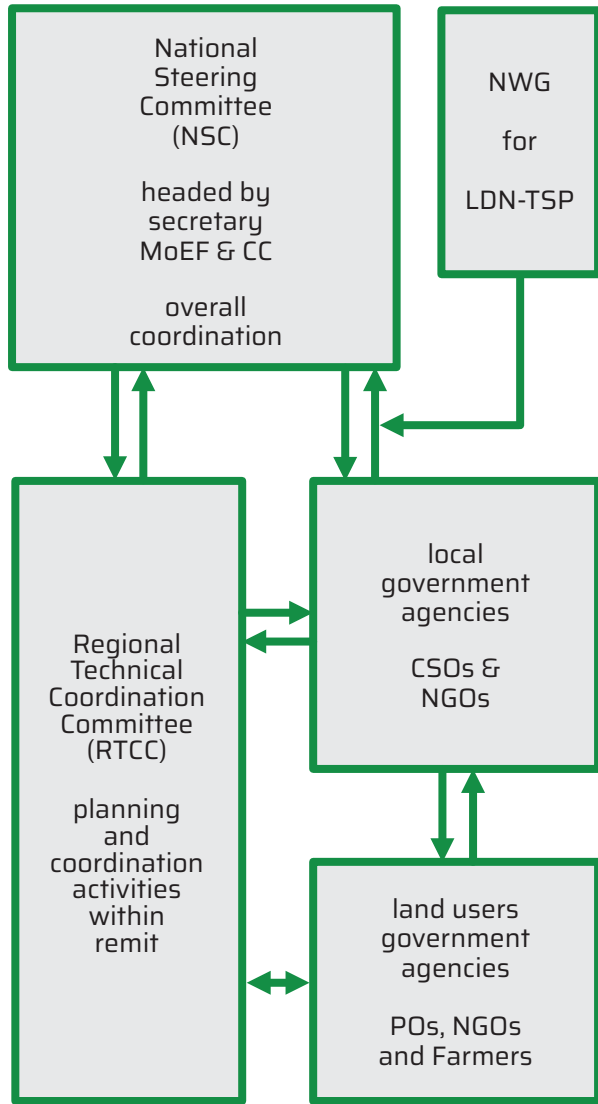 National
Steering
Committee
(NSC)
headed by
secretary
MoEF & CC
overall
coordination
NWG
for
LDN-TSP
Regional
Technical
Coordination
Committee
(RTCC)
planning
and
coordination
activities
within
remit
local
government
agencies
CSOs &
NGOs
land users
government
agencies
POs, NGOs
and Farmers